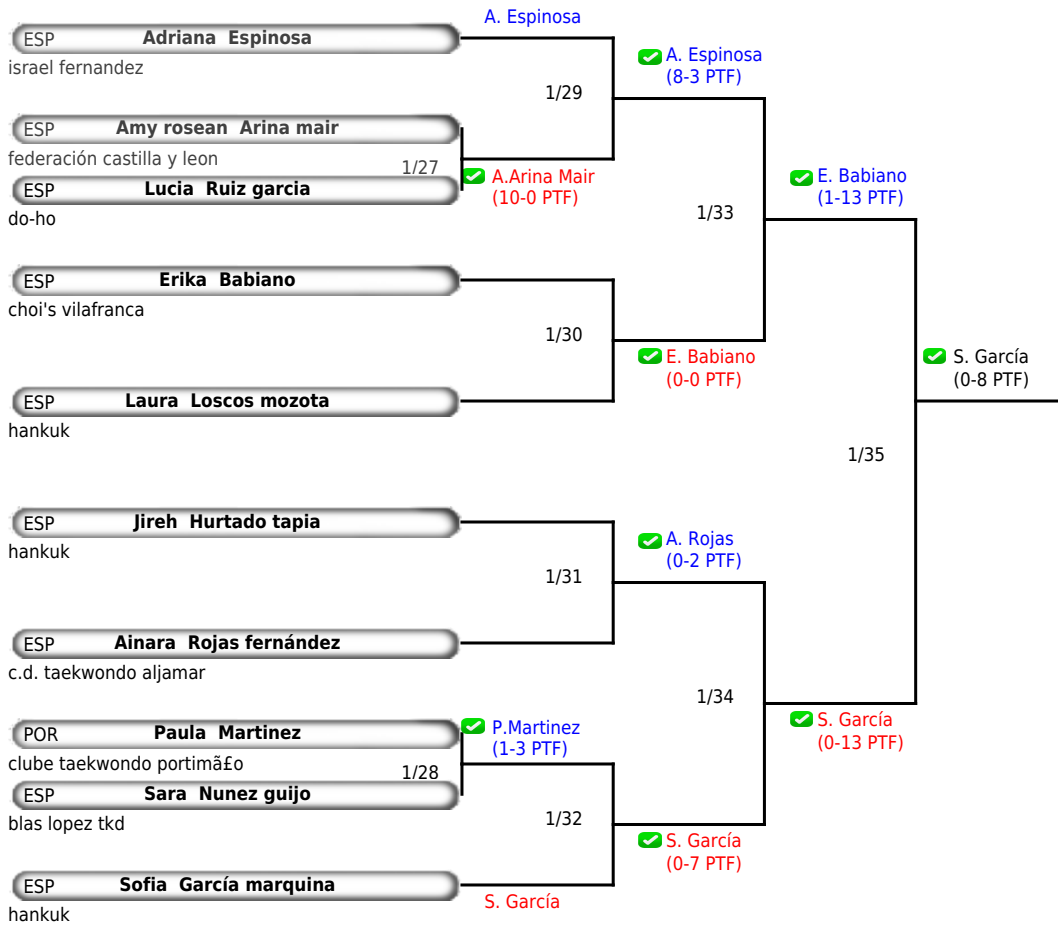 A. Espinosa
ESP Adriana Espinosa
israel fernandez
A. Espinosa
(8-3 PTF)
1/29
ESP Amy rosean Arina mair
federación castilla y leon
1/27
A.Arina Mair
(10-0 PTF)
ESP Lucia Ruiz garcia
do-ho
E. Babiano
(1-13 PTF)
1/33
ESP Erika Babiano
choi's vilafranca
1/30
E. Babiano
(0-0 PTF)
S. García
(0-8 PTF)
ESP Laura Loscos mozota
hankuk
1/35
ESP Jireh Hurtado tapia
hankuk
A. Rojas
(0-2 PTF)
1/31
ESP Ainara Rojas fernández
c.d. taekwondo aljamar
1/34
S. García
(0-13 PTF)
POR Paula Martinez
clube taekwondo portimã£o
P.Martinez
(1-3 PTF)
1/28
ESP Sara Nunez guijo
blas lopez tkd
1/32
S. García
(0-7 PTF)
ESP Sofia García marquina
hankuk
S. García